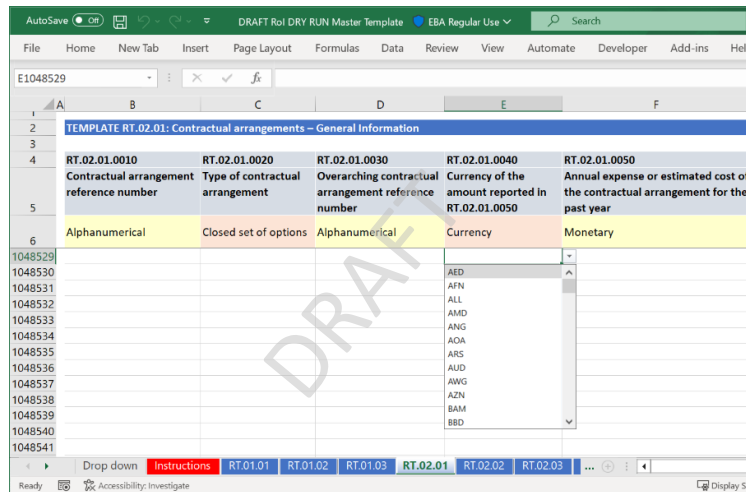 AutoSave Off DRAFT RoI DRY RUN Master Template EBA Regular Use Search
File Home New Tab Insert Page Layout Formulas Data Review View Automate Developer Add-ins
E1048529 fx
A B C D E F
1
2 TEMPLATE RT.02.01: Contractual arrangements – General Information
3
4 RT.02.01.0010 RT.02.01.0020 RT.02.01.0030 RT.02.01.0040 RT.02.01.0050
Contractual arrangement Type of contractual Overarching contractual Currency of the Annual expense or estimated cost of
reference number arrangement arrangement reference amount reported in the contractual arrangement for the
5 number RT.02.01.0050 past year
6 Alphanumerical Closed set of options Alphanumerical Currency Monetary
1048529
1048530 AED
1048531 AFN
1048532 ALL
1048533 AMD
1048534 ANG
1048535 AOA
1048536 ARS
1048537 AUD
1048538 AWG
1048539 AZN
1048540 BAM
1048541 BBD
DRAFT
Drop down Instructions RT.01.01 RT.01.02 RT.01.03 RT.02.01 RT.02.02 RT.02.03 ...
Ready Accessibility: Investigate Display S